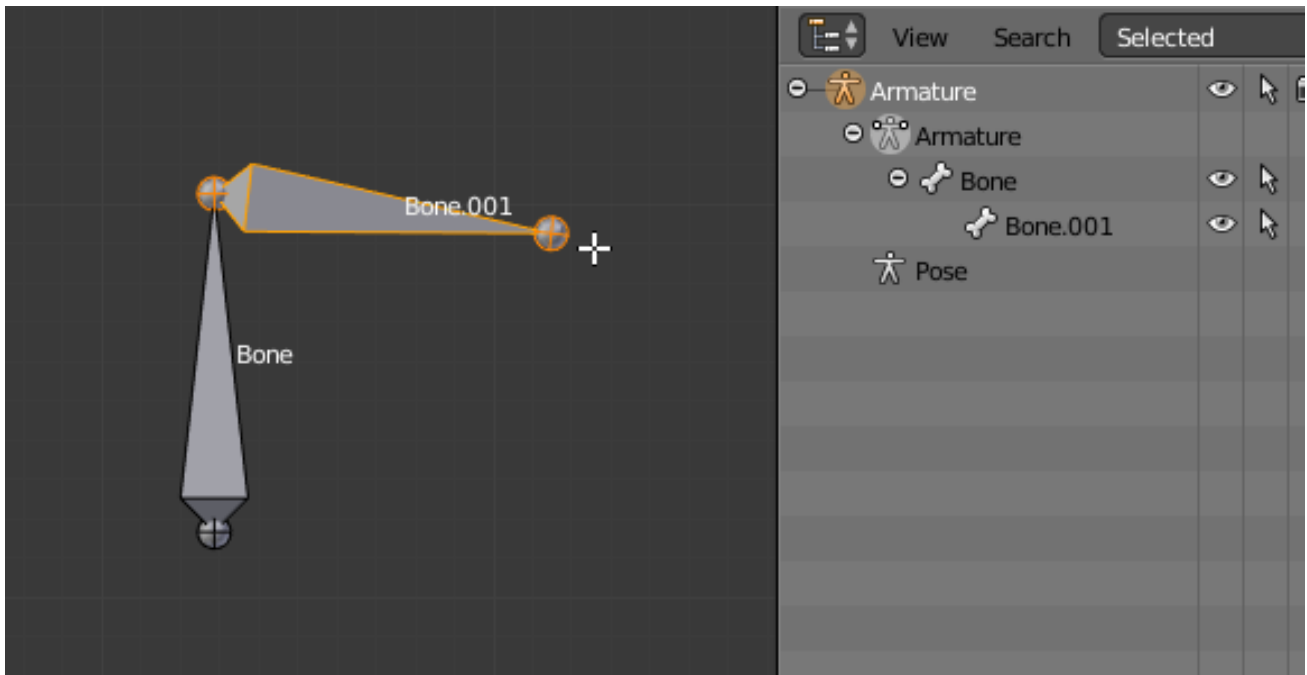 View Search Selected
Armature
Armature
Bone
Bone.001
Pose
Bone.001
Bone